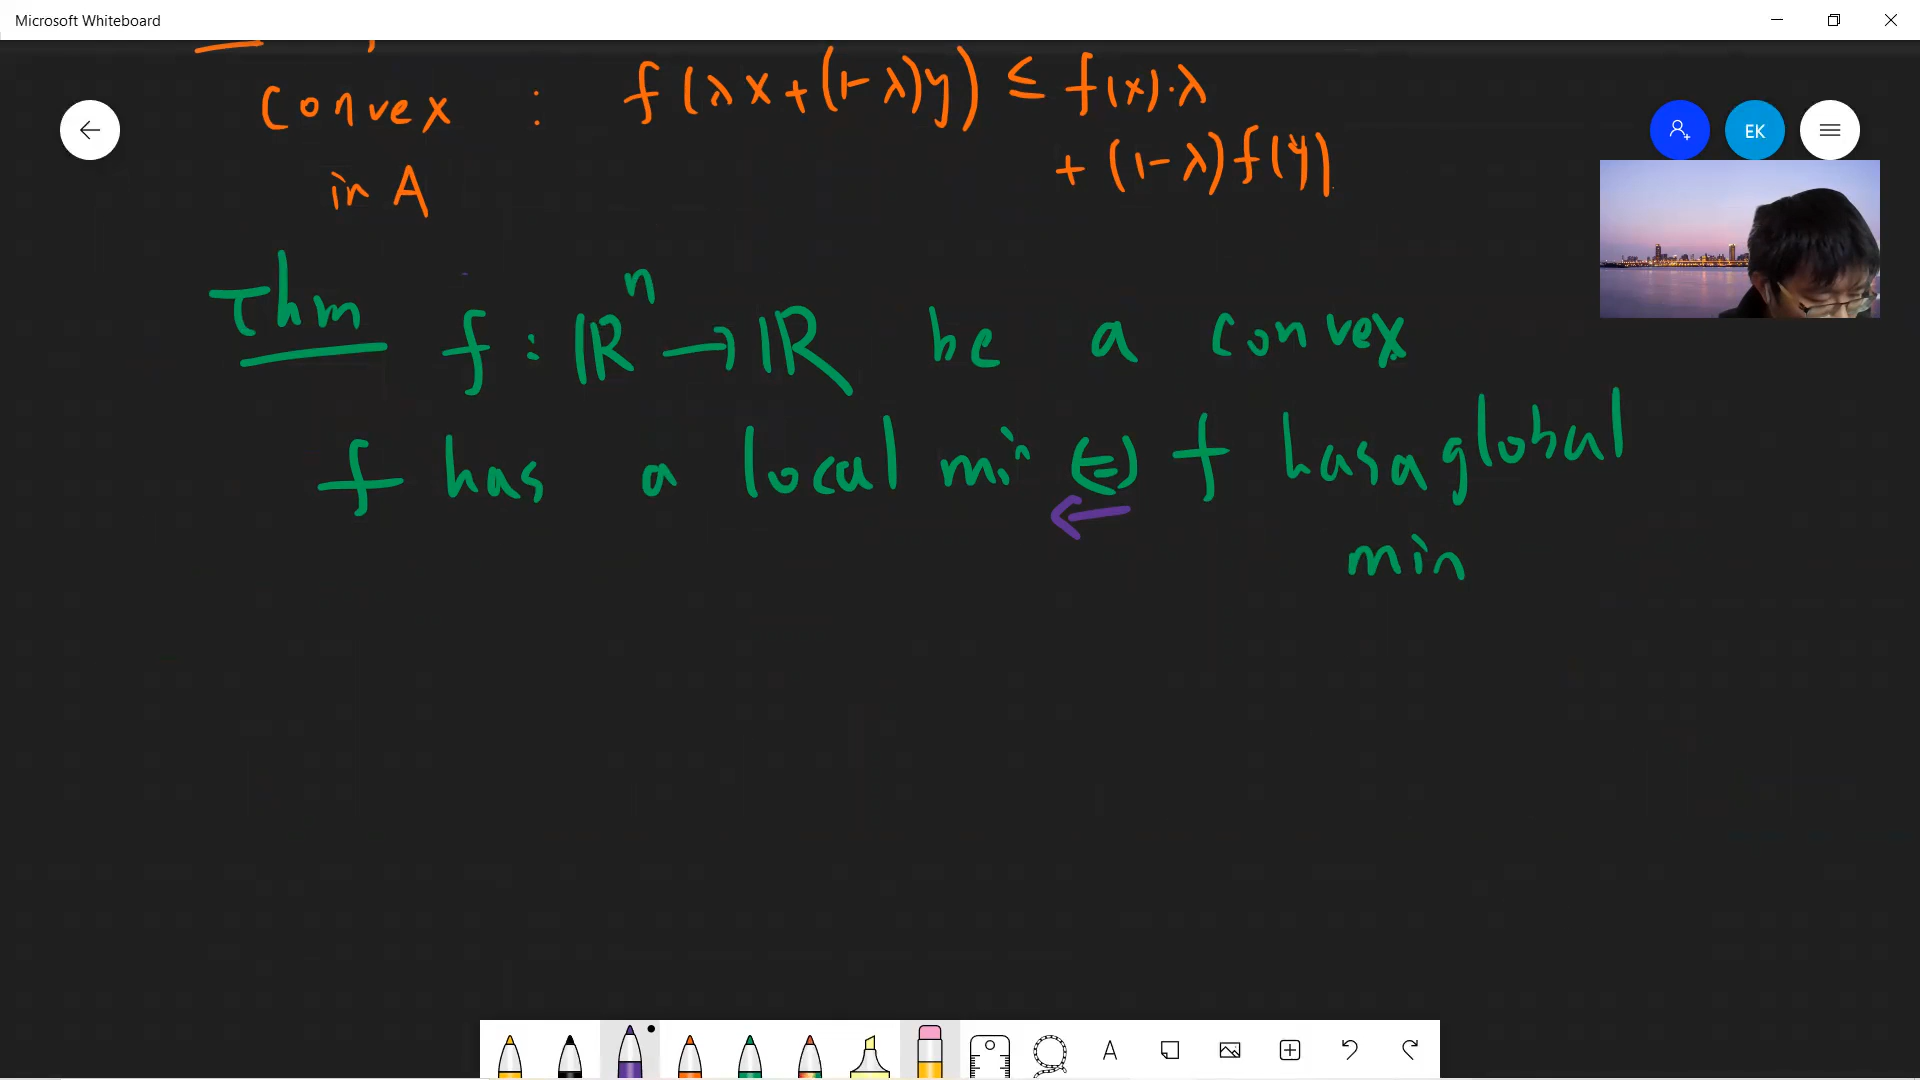 Microsoft Whiteboard
convex : f(λx+(1-λ)y) ≤ f(x)·λ
+ (1-λ)f(y)
in A
EK
Thm f : ℝⁿ → ℝ be a convex
f has a local min ⇔ f has a global
←
min
A